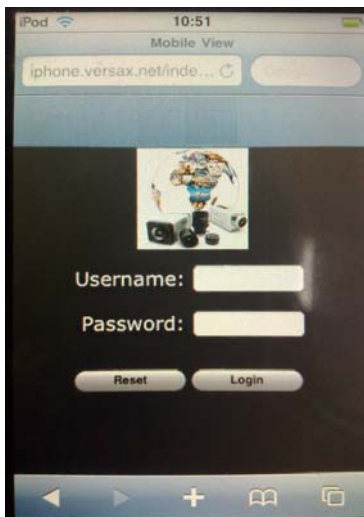 iPod 10:51
Mobile View
iphone.versax.net/inde...
Username:
Password:
Reset Login